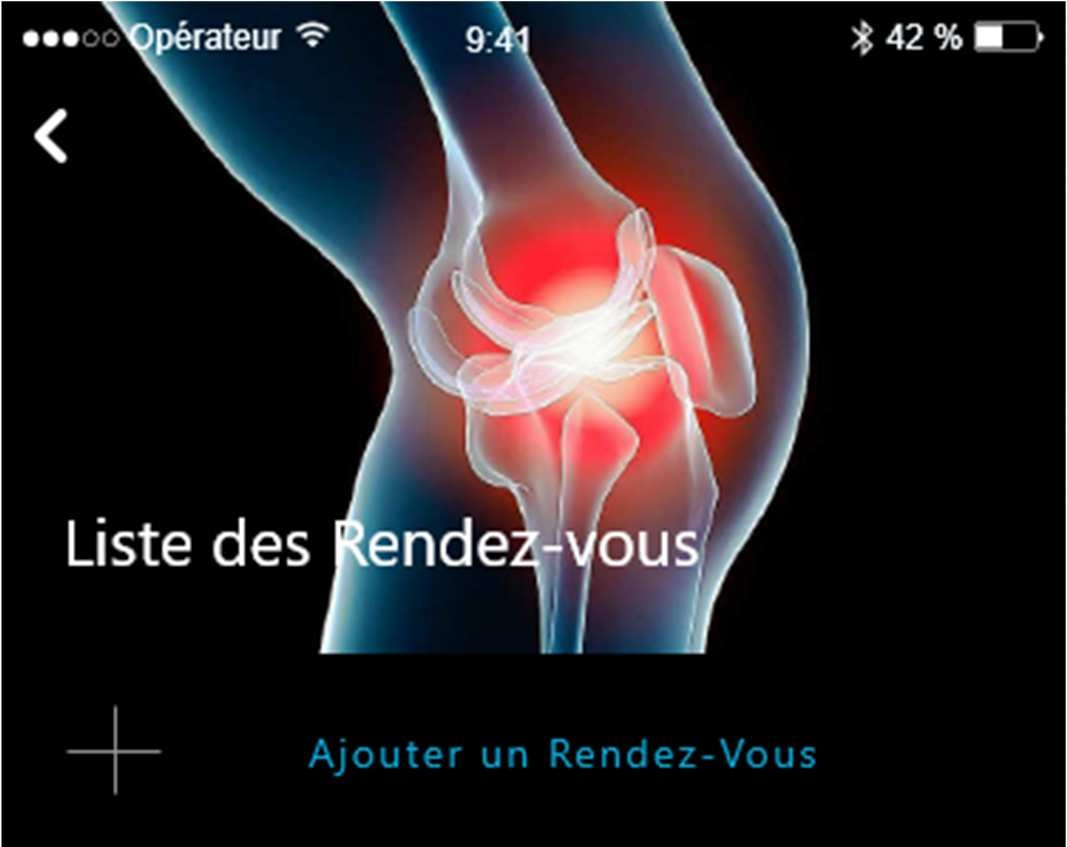 Opérateur 9:41 42 %
Liste des Rendez-vous
Ajouter un Rendez-Vous